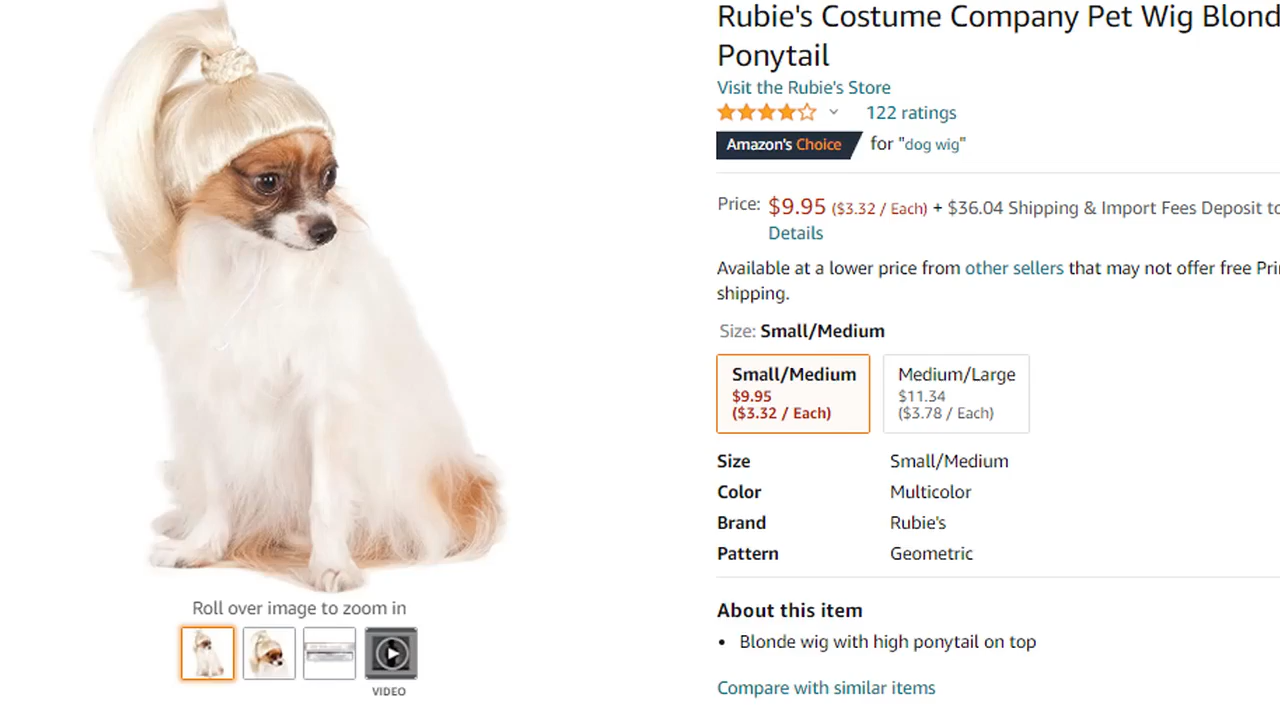 Rubie's Costume Company Pet Wig Blond
Ponytail
Visit the Rubie's Store
122 ratings
Amazon's Choice for "dog wig"
Price: $9.95 ($3.32 / Each) + $36.04 Shipping & Import Fees Deposit to
Details
Available at a lower price from other sellers that may not offer free Pri
shipping.
Size: Small/Medium
Small/Medium
$9.95
($3.32 / Each)
Medium/Large
$11.34
($3.78 / Each)
Size Small/Medium
Color Multicolor
Brand Rubie's
Pattern Geometric
About this item
• Blonde wig with high ponytail on top
Compare with similar items
Roll over image to zoom in
VIDEO